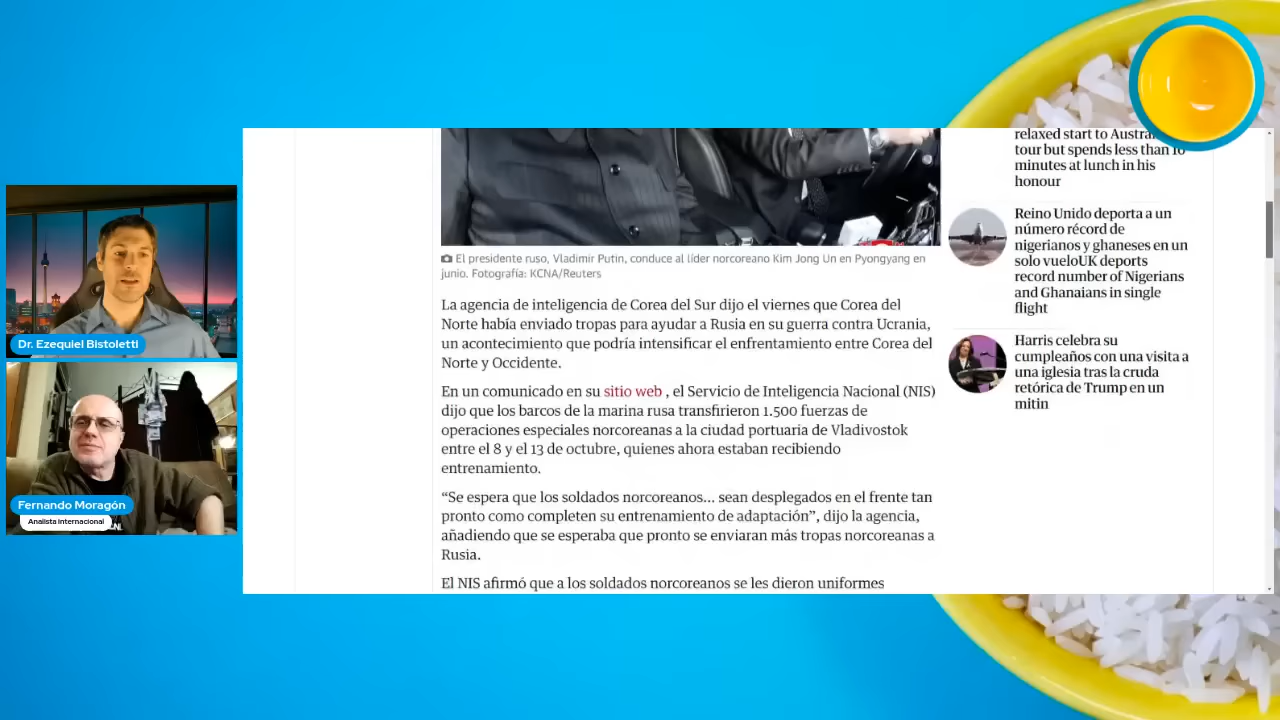 Dr. Ezequiel Bistoletti
Fernando Moragón
Analista internacional
El presidente ruso, Vladimir Putin, conduce al líder norcoreano Kim Jong Un en Pyongyang en
junio. Fotografía: KCNA/Reuters
La agencia de inteligencia de Corea del Sur dijo el viernes que Corea del
Norte había enviado tropas para ayudar a Rusia en su guerra contra Ucrania,
un acontecimiento que podría intensificar el enfrentamiento entre Corea del
Norte y Occidente.
En un comunicado en su sitio web , el Servicio de Inteligencia Nacional (NIS)
dijo que los barcos de la marina rusa transfirieron 1.500 fuerzas de
operaciones especiales norcoreanas a la ciudad portuaria de Vladivostok
entre el 8 y el 13 de octubre, quienes ahora estaban recibiendo
entrenamiento.
“Se espera que los soldados norcoreanos... sean desplegados en el frente tan
pronto como completen su entrenamiento de adaptación”, dijo la agencia,
añadiendo que se esperaba que pronto se enviaran más tropas norcoreanas a
Rusia.
El NIS afirmó que a los soldados norcoreanos se les dieron uniformes
relaxed start to
tour but spends less than 10
minutes at lunch in his
honour
Reino Unido deporta a un
número récord de
nigerianos y ghaneses en un
solo vueloUK deports
record number of Nigerians
and Ghanaians in single
flight
Harris celebra su
cumpleaños con una visita a
una iglesia tras la cruda
retórica de Trump en un
mitin